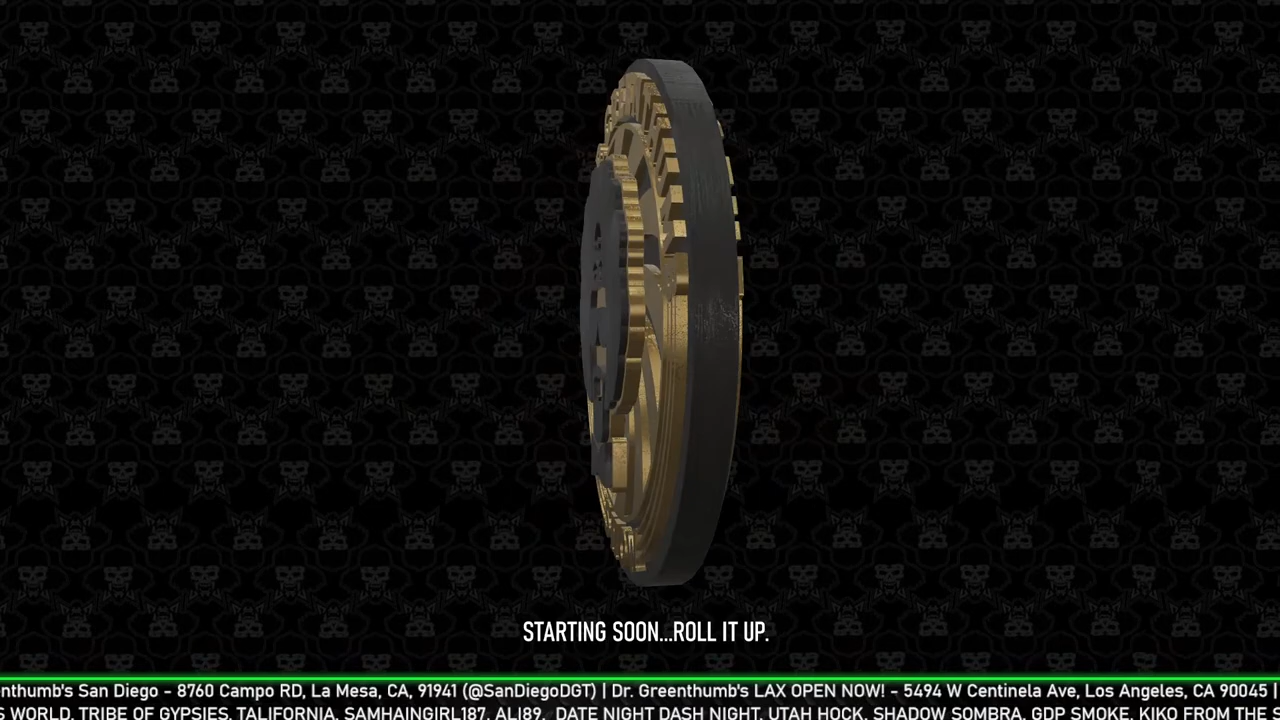 STARTING SOON...ROLL IT UP.
enthumb's San Diego - 8760 Campo RD, La Mesa, CA, 91941 (@SanDiegoDGT) | Dr. Greenthumb's LAX OPEN NOW! - 5494 W Centinela Ave, Los Angeles, CA 90045 |
S WORLD, TRIBE OF GYPSIES, TALIFORNIA, SAMHAINGIRL187, ALI89, DATE NIGHT DASH NIGHT, UTAH HOCK, SHADOW SOMBRA, GDP SMOKE, KIKO FROM THE S